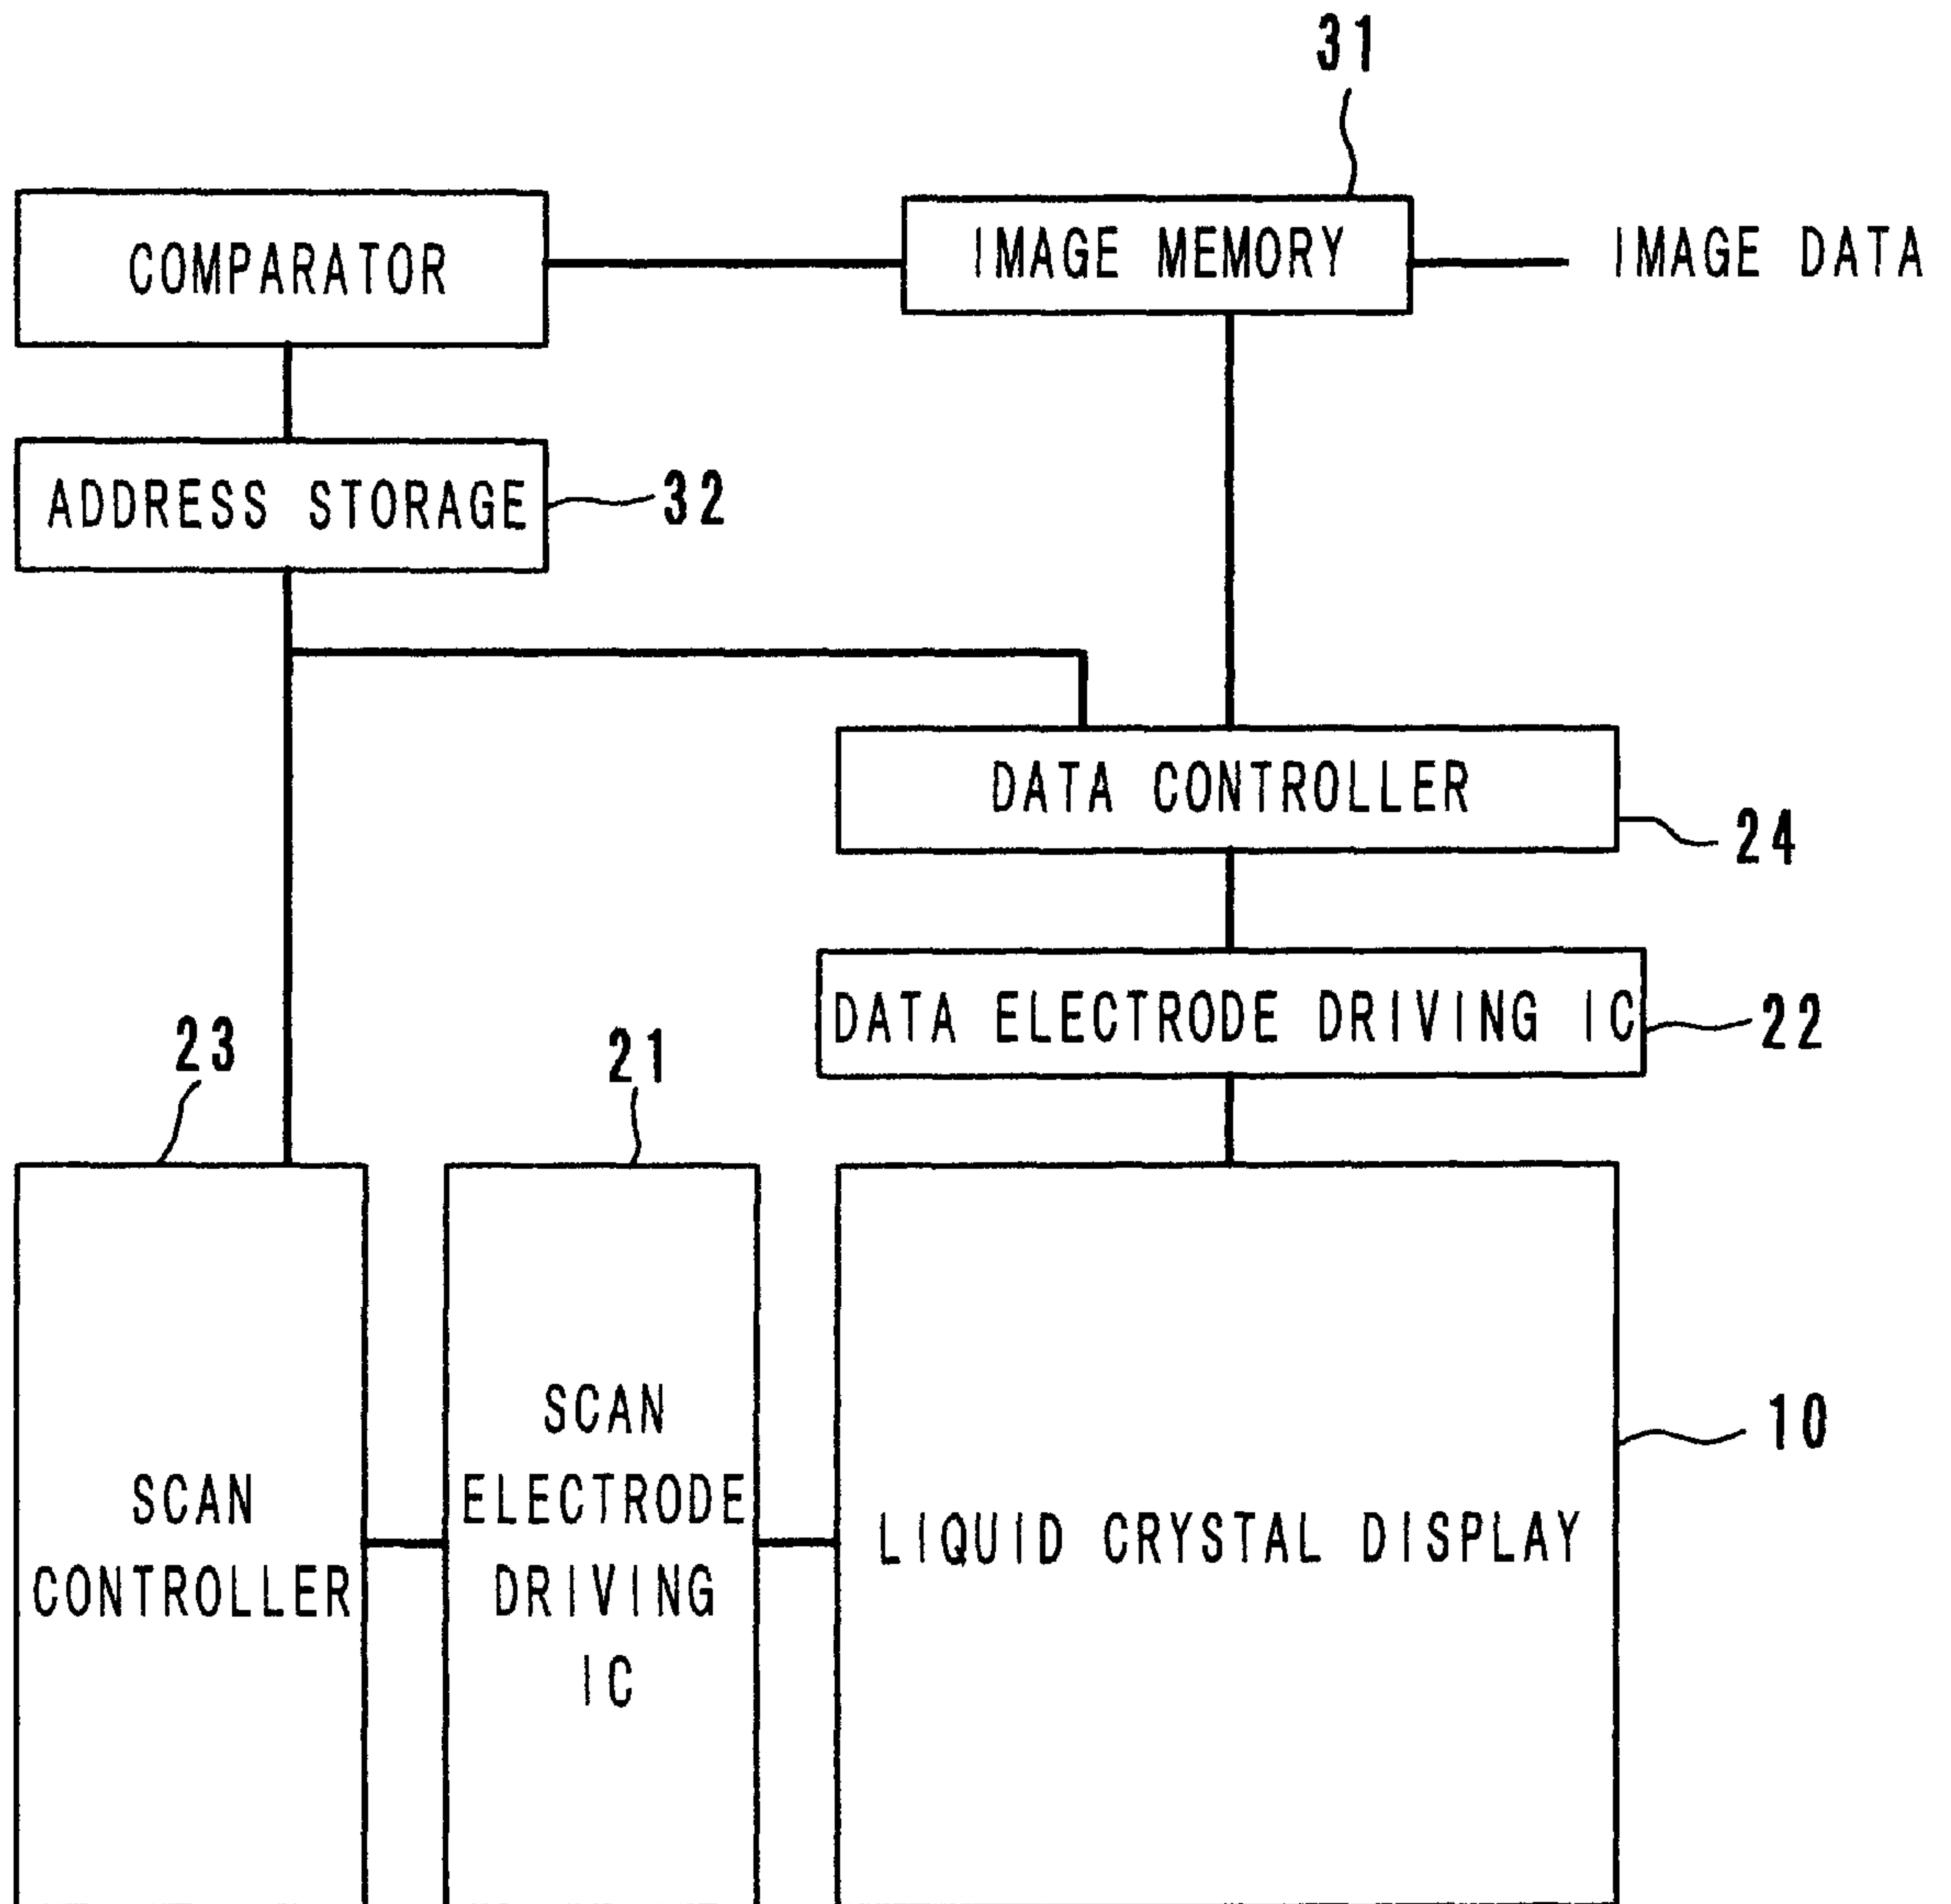 31
COMPARATOR
IMAGE MEMORY
IMAGE DATA
ADDRESS STORAGE
32
DATA CONTROLLER
24
DATA ELECTRODE DRIVING IC
22
23
21
SCAN
CONTROLLER
SCAN
ELECTRODE
DRIVING
IC
LIQUID CRYSTAL DISPLAY
10